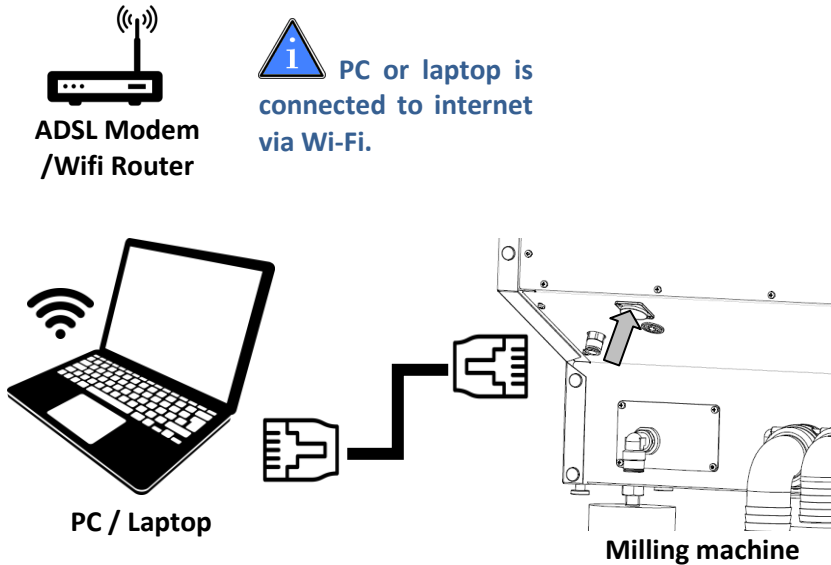 ADSL Modem
/Wifi Router
i PC or laptop is
connected to internet
via Wi-Fi.
PC / Laptop
Milling machine